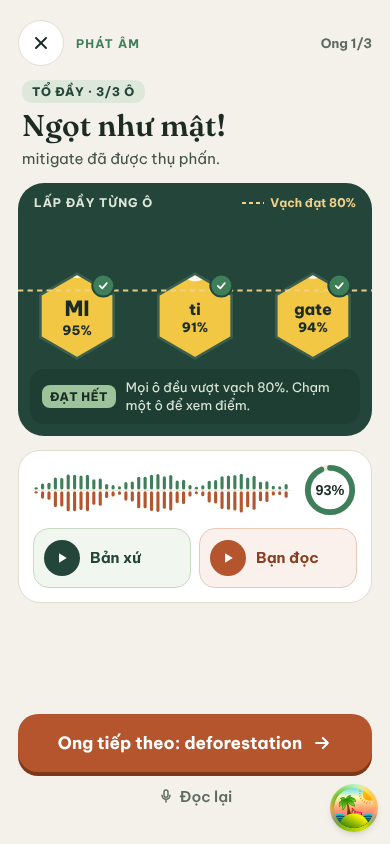 PHÁT ÂM
Ong 1/3
TỔ ĐẦY · 3/3 Ô
Ngọt như mật!
mitigate đã được thụ phấn.
LẤP ĐẦY TỪNG Ô
Vạch đạt 80%
MI
95%
ti
91%
gate
94%
ĐẠT HẾT
Mọi ô đều vượt vạch 80%. Chạm
một ô để xem điểm.
93%
Bản xứ
Bạn đọc
Ong tiếp theo: deforestation →
Đọc lại